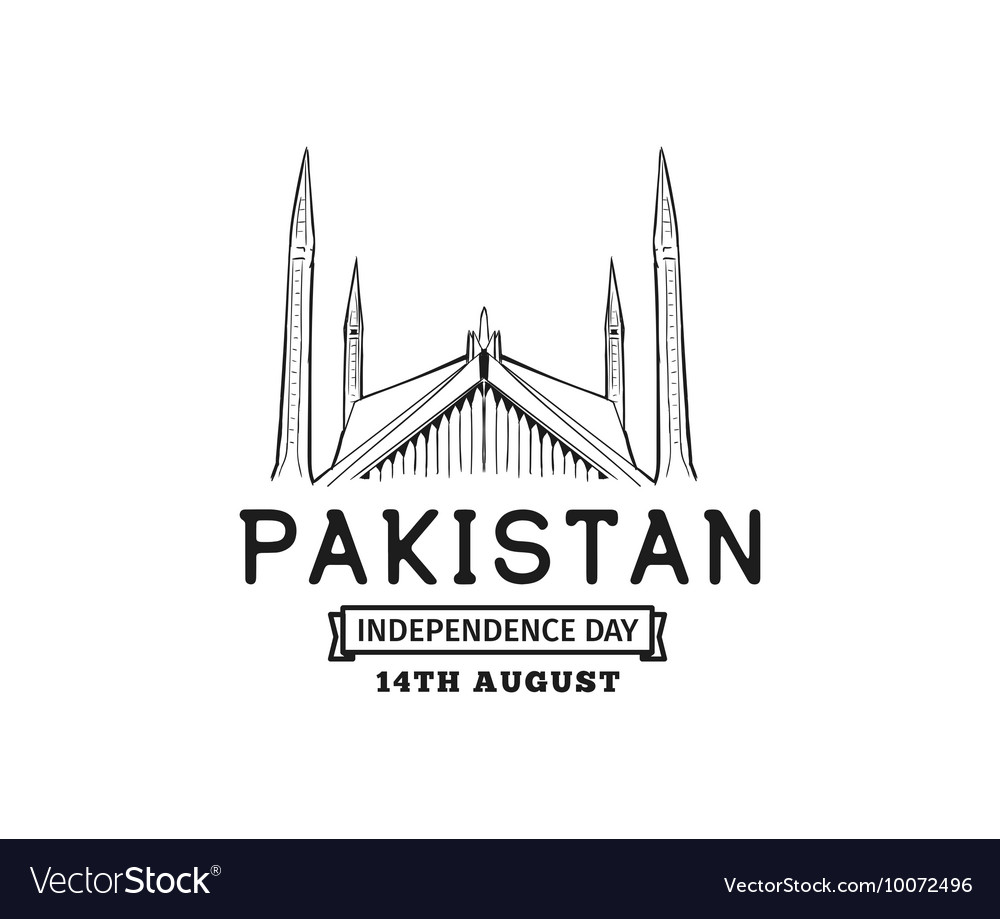 PAKISTAN
INDEPENDENCE DAY
14TH AUGUST
VectorStock®
VectorStock.com/10072496